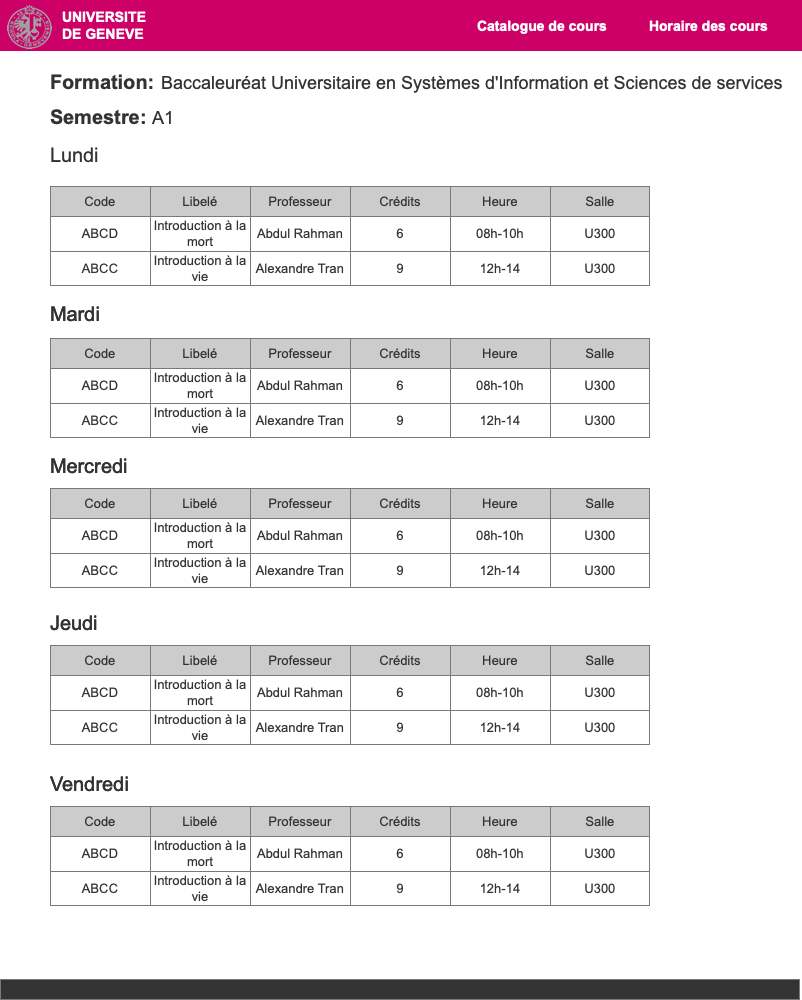 UNIVERSITE
DE GENEVE
Catalogue de cours Horaire des cours
Formation: Baccaleuréat Universitaire en Systèmes d'Information et Sciences de services
Semestre: A1
Lundi
Code Libelé Professeur Crédits Heure Salle
ABCD Introduction à la mort Abdul Rahman 6 08h-10h U300
ABCC Introduction à la vie Alexandre Tran 9 12h-14 U300
Mardi
Code Libelé Professeur Crédits Heure Salle
ABCD Introduction à la mort Abdul Rahman 6 08h-10h U300
ABCC Introduction à la vie Alexandre Tran 9 12h-14 U300
Mercredi
Code Libelé Professeur Crédits Heure Salle
ABCD Introduction à la mort Abdul Rahman 6 08h-10h U300
ABCC Introduction à la vie Alexandre Tran 9 12h-14 U300
Jeudi
Code Libelé Professeur Crédits Heure Salle
ABCD Introduction à la mort Abdul Rahman 6 08h-10h U300
ABCC Introduction à la vie Alexandre Tran 9 12h-14 U300
Vendredi
Code Libelé Professeur Crédits Heure Salle
ABCD Introduction à la mort Abdul Rahman 6 08h-10h U300
ABCC Introduction à la vie Alexandre Tran 9 12h-14 U300